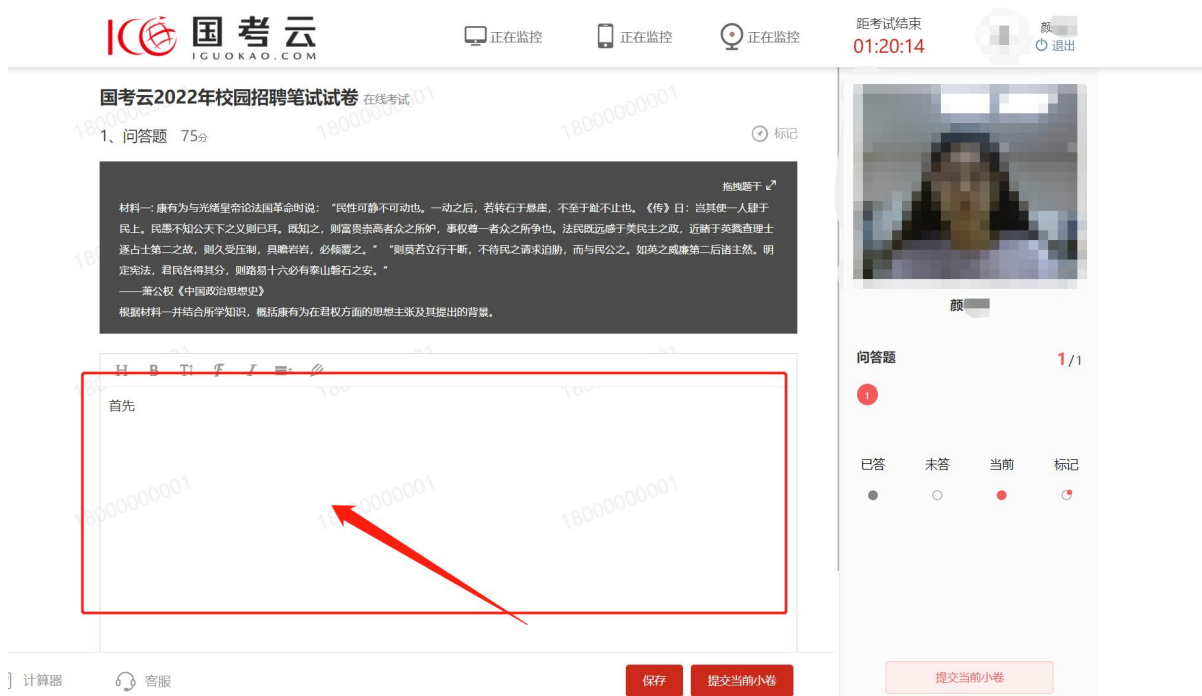 国考云
IGUOKAO.COM
正在监控
正在监控
正在监控
距考试结束
01:20:14
颜
退出
国考云2022年校园招聘笔试试卷 在线考试
1、问答题 75分
标记
拖拽题干
材料一: 康有为与光绪皇帝论法国革命时说：“民性可静不可动也。一动之后，若转石于悬崖，不至于趾不止也。《传》日：岂其使一人肆于
民上。民愚不知公天下之义则已耳。既知之，则富贵崇高者众之所妒，事权尊一者众之所争也。法民既远感于美民主之政，近睹于英戮查理士
逐占士第二之故，则久受压制，具瞻岩岩，必倾覆之。“ “则莫若立行干断，不待民之请求迫胁，而与民公之。如英之威廉第二后诸主然。明
定宪法，君民各得其分，则路易十六必有泰山磐石之安。”
——萧公权《中国政治思想史》
根据材料一并结合所学知识，概括康有为在君权方面的思想主张及其提出的背景。
H B T↕ F I
首先
颜
问答题 1/1
1
已答 未答 当前 标记
计算器
客服
保存
提交当前小卷
提交当前小卷
18000000001
18000000001
18000000001
18000000001
18000000001